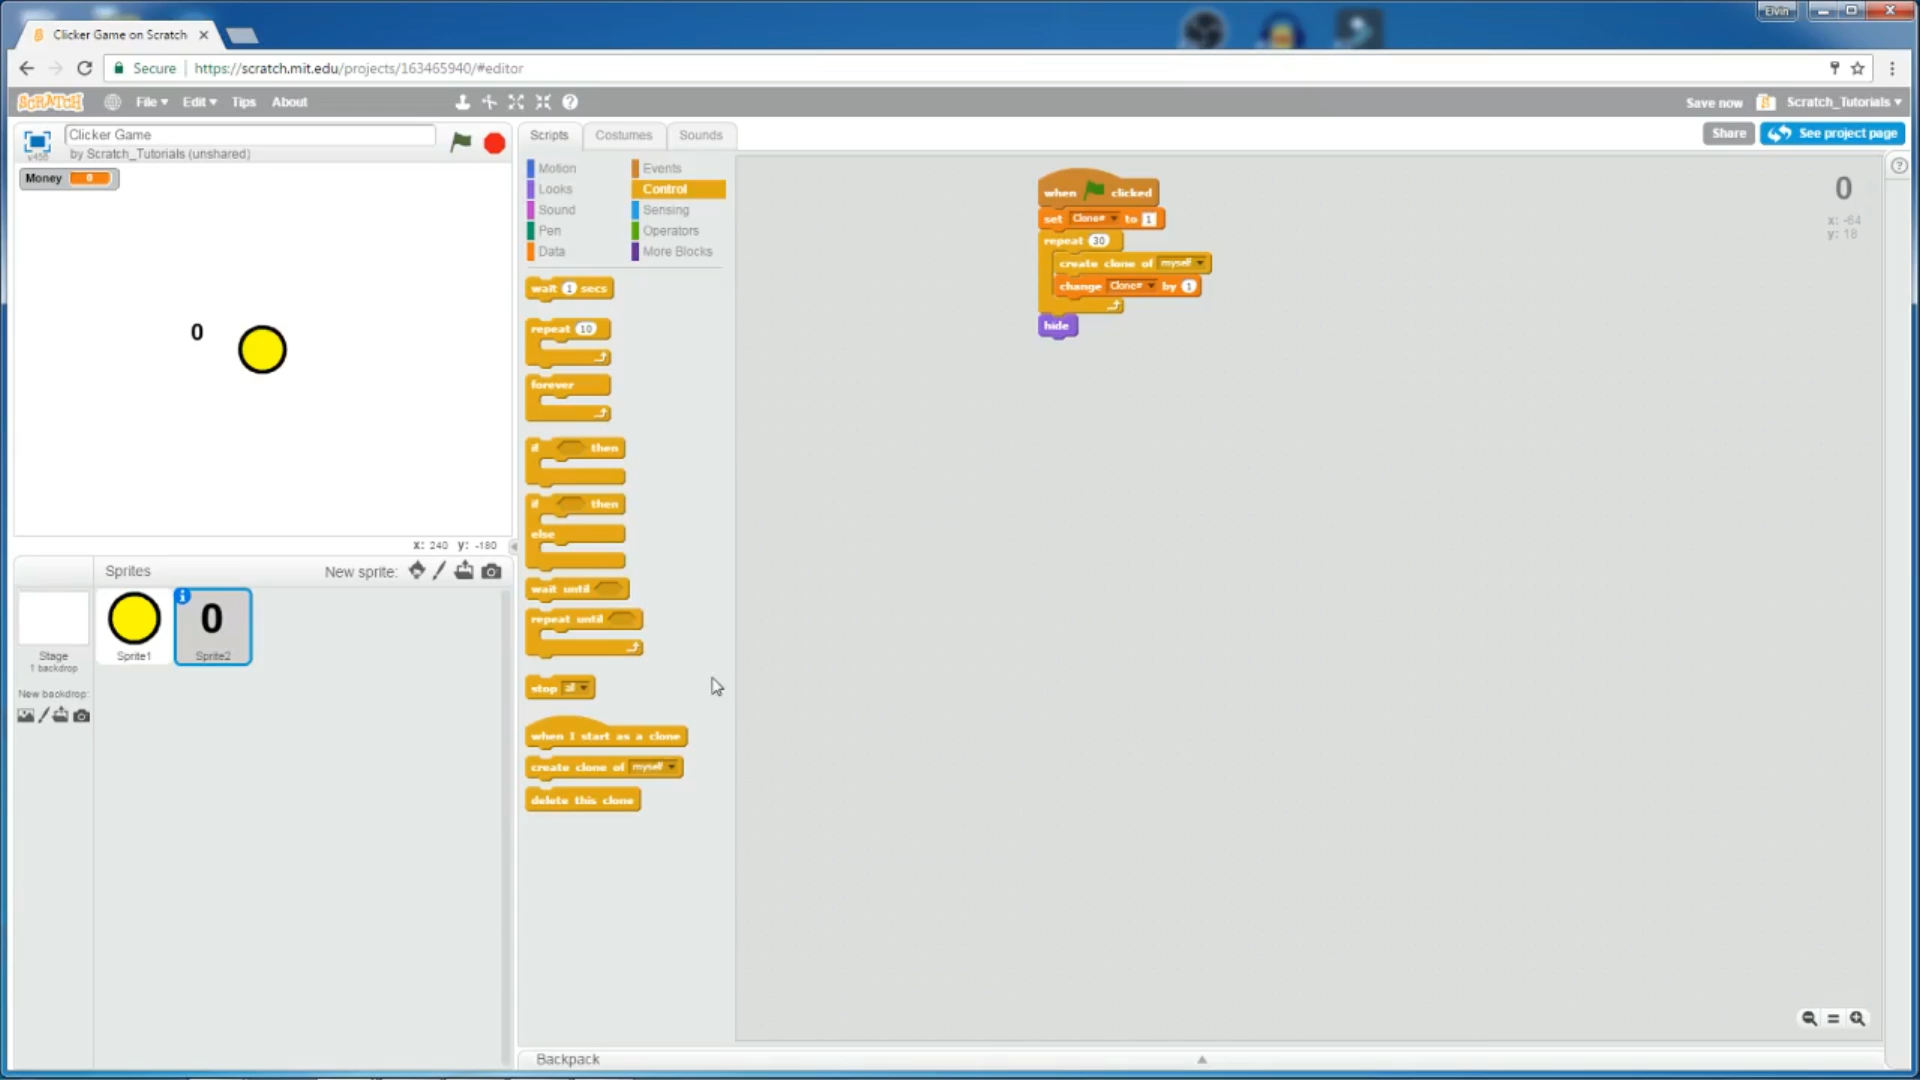 Elvin
Clicker Game on Scratch
Secure | https://scratch.mit.edu/projects/163465940/#editor
SCRATCH File Edit Tips About
Save now Scratch_Tutorials
Clicker Game
by Scratch_Tutorials (unshared)
v456
Share See project page
Money 0
0
x: 240 y: -180
Scripts Costumes Sounds
Motion Events
Looks Control
Sound Sensing
Pen Operators
Data More Blocks
wait 1 secs
repeat 10
forever
if then
if then
else
wait until
repeat until
stop all
when I start as a clone
create clone of myself
delete this clone
when clicked
set Clone# to 1
repeat 30
create clone of myself
change Clone# by 1
hide
0
x: -64
y: 18
Sprites New sprite:
0
Stage
1 backdrop
Sprite1 Sprite2
New backdrop:
Backpack